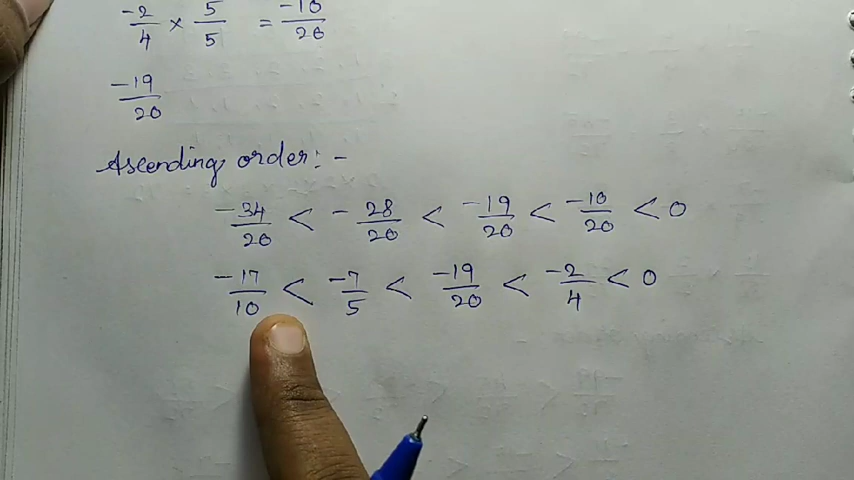 -2/4 × 5/5 = -10/20
-19/20
Ascending order:-
-34/20 < -28/20 < -19/20 < -10/20 < 0
-17/10 < -7/5 < -19/20 < -2/4 < 0